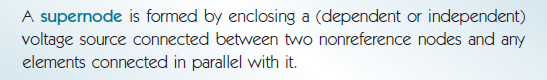 A supernode is formed by enclosing a (dependent or independent)
voltage source connected between two nonreference nodes and any
elements connected in parallel with it.